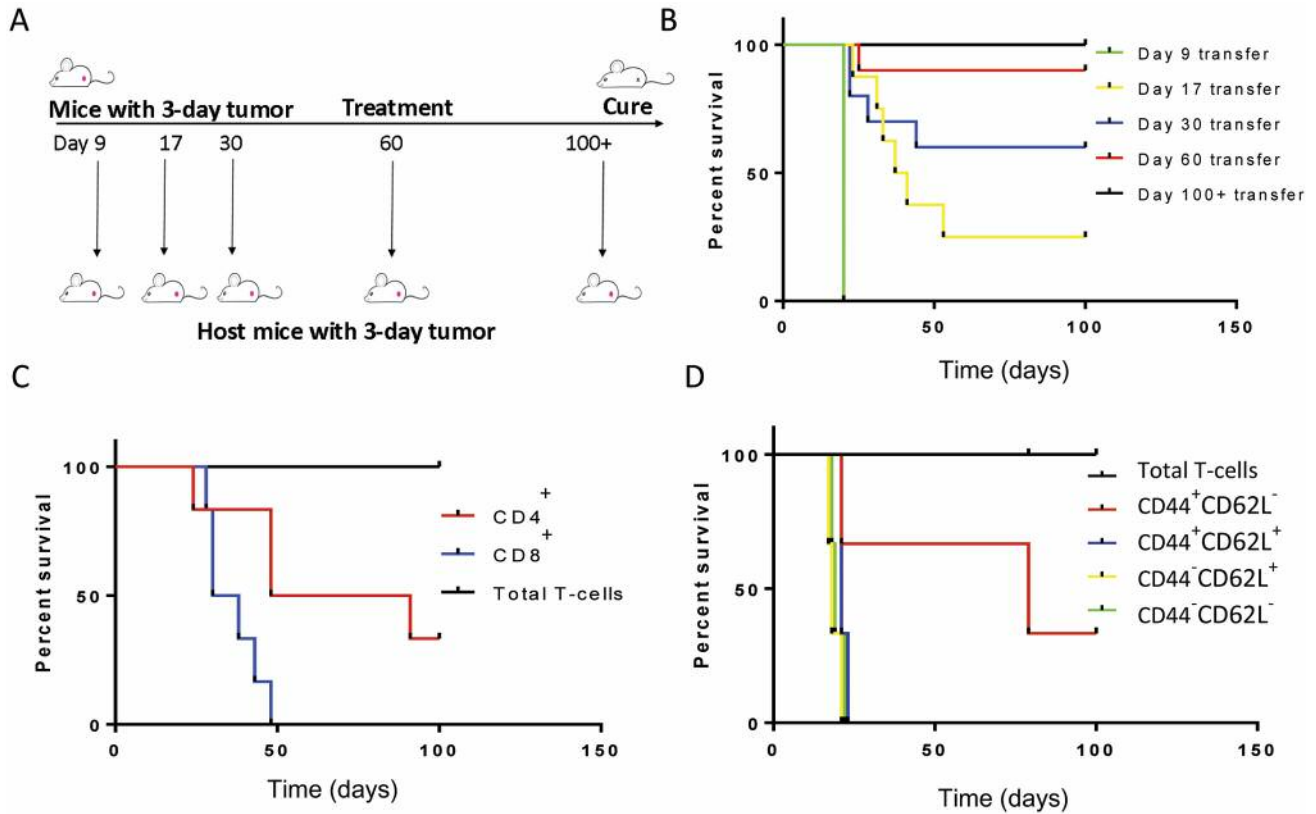 A
Mice with 3-day tumor Treatment Cure
Day 9 17 30 60 100+
Host mice with 3-day tumor
B
Percent survival
100
50
0
0 50 100 150
Time (days)
Day 9 transfer
Day 17 transfer
Day 30 transfer
Day 60 transfer
Day 100+ transfer
C
Percent survival
100
50
0
0 50 100 150
Time (days)
CD4+
CD8+
Total T-cells
D
Percent survival
100
50
0
0 50 100 150
Time (days)
Total T-cells
CD44+CD62L-
CD44+CD62L+
CD44-CD62L+
CD44-CD62L-